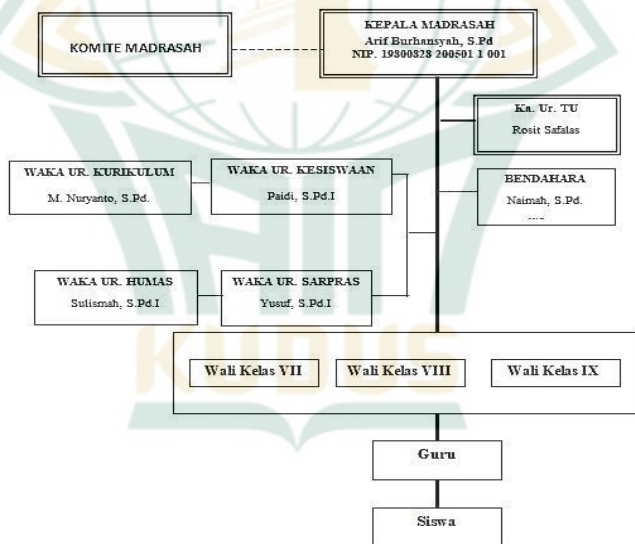 KOMITE MADRASAH
KEPALA MADRASAH
Arif Burhansyah, S.Pd
NIP. 19800828 200501 1 001
Ka. Ur. TU
Rosit Safalas
WAKA UR. KURIKULUM
M. Nuryanto, S.Pd.
WAKA UR. KESISWAAN
Paidi, S.Pd.I
BENDAHARA
Naimah, S.Pd.
WAKA UR. HUMAS
Sulismah, S.Pd.I
WAKA UR. SARPRAS
Yusuf, S.Pd.I
Wali Kelas VII
Wali Kelas VIII
Wali Kelas IX
KUDUS
Guru
Siswa